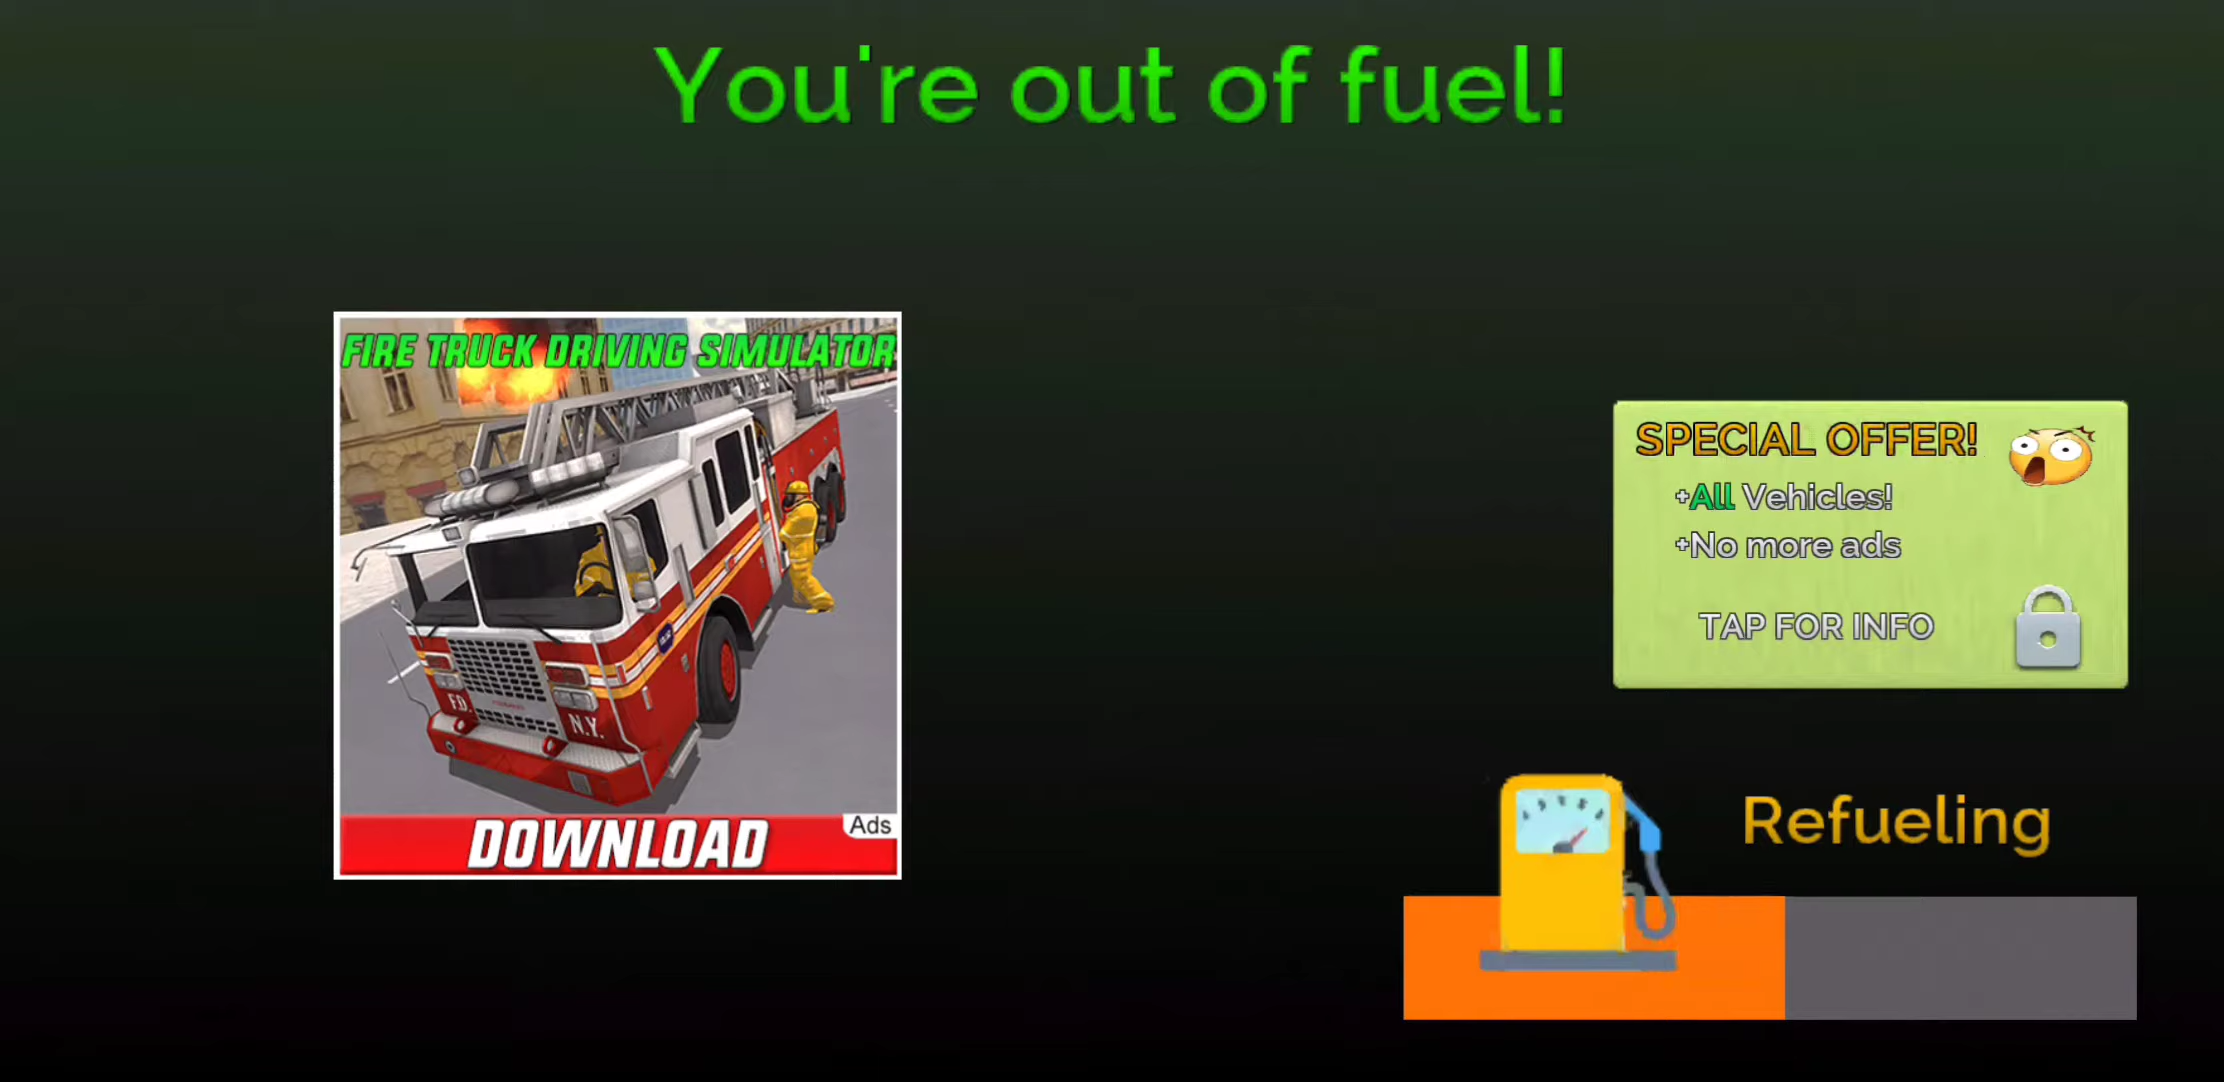 You're out of fuel!
FIRE TRUCK DRIVING SIMULATOR
F.D.
N.Y.
DOWNLOAD
Ads
SPECIAL OFFER!
+All Vehicles!
+No more ads
TAP FOR INFO
Refueling